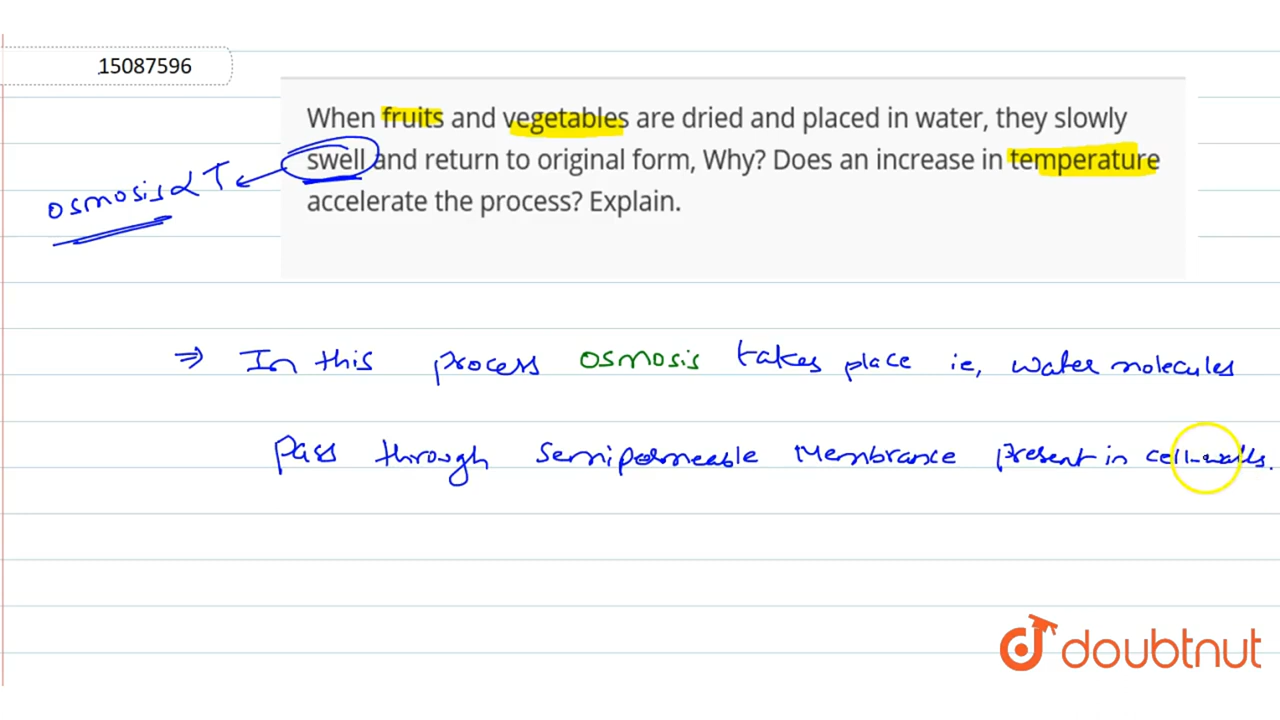 15087596
When fruits and vegetables are dried and placed in water, they slowly
swell and return to original form, Why? Does an increase in temperature
accelerate the process? Explain.
osmosis ∝ T
⇒ In this process osmosis takes place ie, water molecules
Pass through Semipermeable Membrance present in cell-walls.
doubtnut